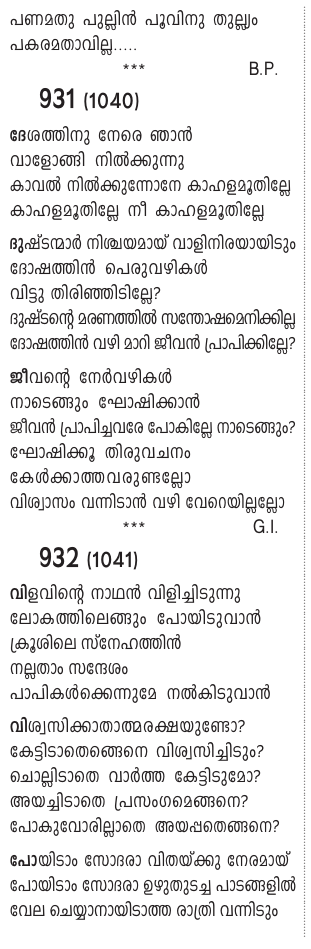 പണമതു പുല്ലിൻ പൂവിനു തുല്ല്യം
പകരമതാവില്ല.....
*** B.P.
931 (1040)
ദേശത്തിനു നേരെ ഞാൻ
വാളോങ്ങി നിൽക്കുന്നു
കാവൽ നിൽക്കുന്നോനേ കാഹളമൂതില്ലേ
കാഹളമൂതില്ലേ നീ കാഹളമൂതില്ലേ
ദുഷ്ടന്മാർ നിശ്ചയമായ് വാളിനിരയായിടും
ദോഷത്തിൻ പെരുവഴികൾ
വിട്ടു തിരിഞ്ഞിടില്ലേ?
ദുഷ്ടന്റെ മരണത്തിൽ സന്തോഷമെനിക്കില്ല
ദോഷത്തിൻ വഴി മാറി ജീവൻ പ്രാപിക്കില്ലേ?
ജീവന്റെ നേർവഴികൾ
നാടെങ്ങും ഘോഷിക്കാൻ
ജീവൻ പ്രാപിച്ചവരേ പോകില്ലേ നാടെങ്ങും?
ഘോഷിക്കൂ തിരുവചനം
കേൾക്കാത്തവരുണ്ടല്ലോ
വിശ്വാസം വന്നിടാൻ വഴി വേറെയില്ലല്ലോ
*** G.I.
932 (1041)
വിളവിന്റെ നാഥൻ വിളിച്ചിടുന്നു
ലോകത്തിലെങ്ങും പോയിടുവാൻ
ക്രൂശിലെ സ്നേഹത്തിൻ
നല്ലതാം സന്ദേശം
പാപികൾക്കെന്നുമേ നൽകിടുവാൻ
വിശ്വസിക്കാതാത്മരക്ഷയുണ്ടോ?
കേട്ടിടാതെങ്ങെനെ വിശ്വസിച്ചിടും?
ചൊല്ലിടാതെ വാർത്ത കേട്ടിടുമോ?
അയച്ചിടാതെ പ്രസംഗമെങ്ങനെ?
പോകുവോരില്ലാതെ അയപ്പതെങ്ങനെ?
പോയിടാം സോദരാ വിതയ്ക്കു നേരമായ്
പോയിടാം സോദരാ ഉഴുതുടച്ച പാടങ്ങളിൽ
വേല ചെയ്യാനായിടാത്ത രാത്രി വന്നിടും